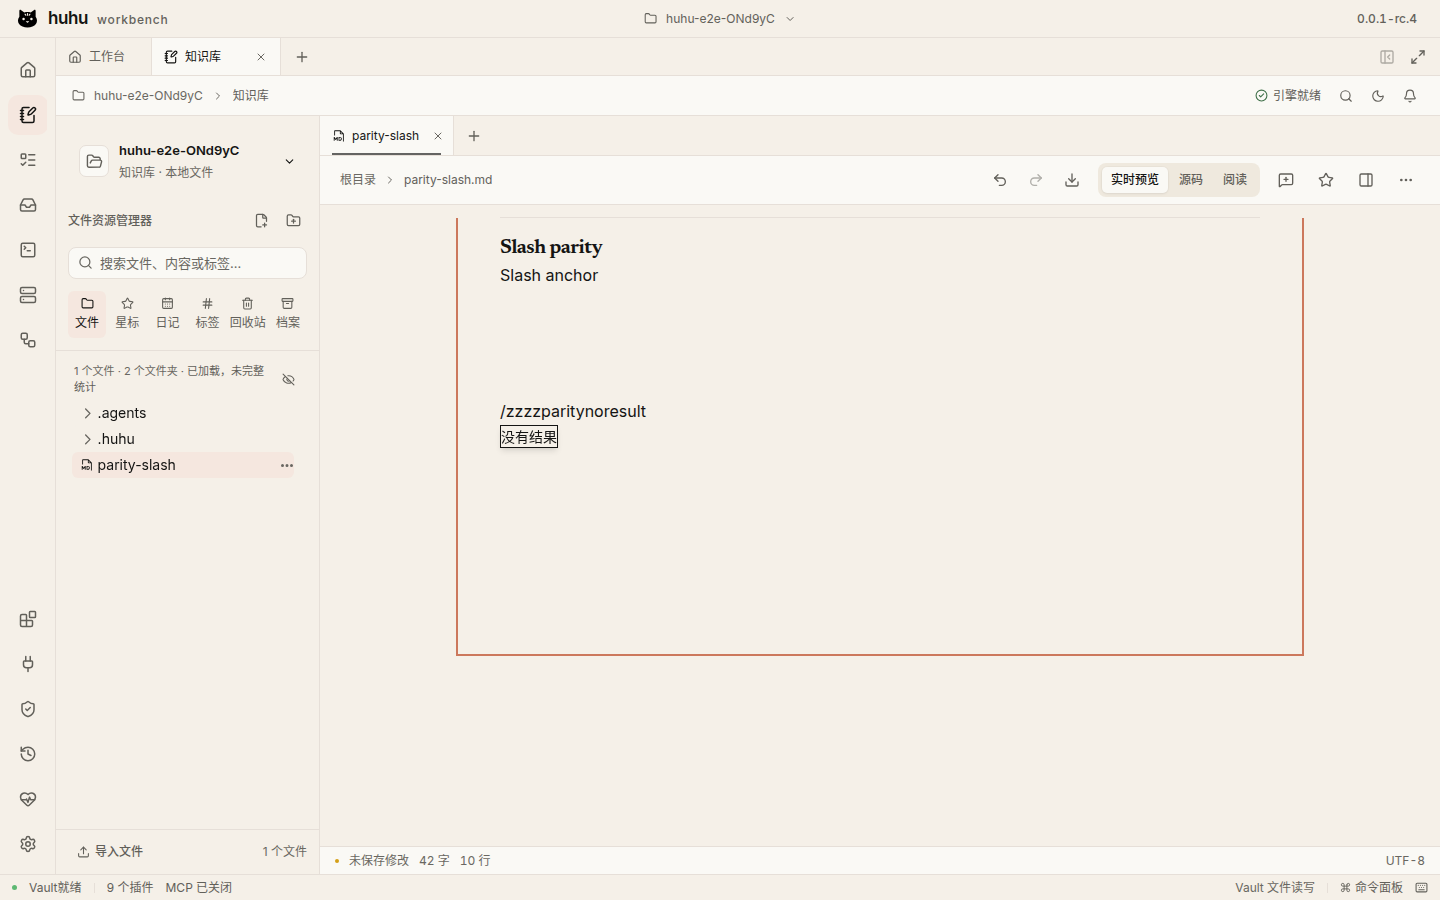 huhu workbench
huhu-e2e-ONd9yC
0.0.1-rc.4
工作台
知识库
huhu-e2e-ONd9yC
知识库
引擎就绪
huhu-e2e-ONd9yC
知识库 · 本地文件
parity-slash
根目录
parity-slash.md
实时预览
源码
阅读
文件资源管理器
搜索文件、内容或标签...
文件
星标
日记
标签
回收站
档案
1 个文件 · 2 个文件夹 · 已加载，未完整
统计
.agents
.huhu
parity-slash
Slash parity
Slash anchor
/zzzzparitynoresult
没有结果
导入文件
1 个文件
未保存修改
42 字
10 行
UTF-8
Vault就绪
9 个插件
MCP 已关闭
Vault 文件读写
⌘ 命令面板